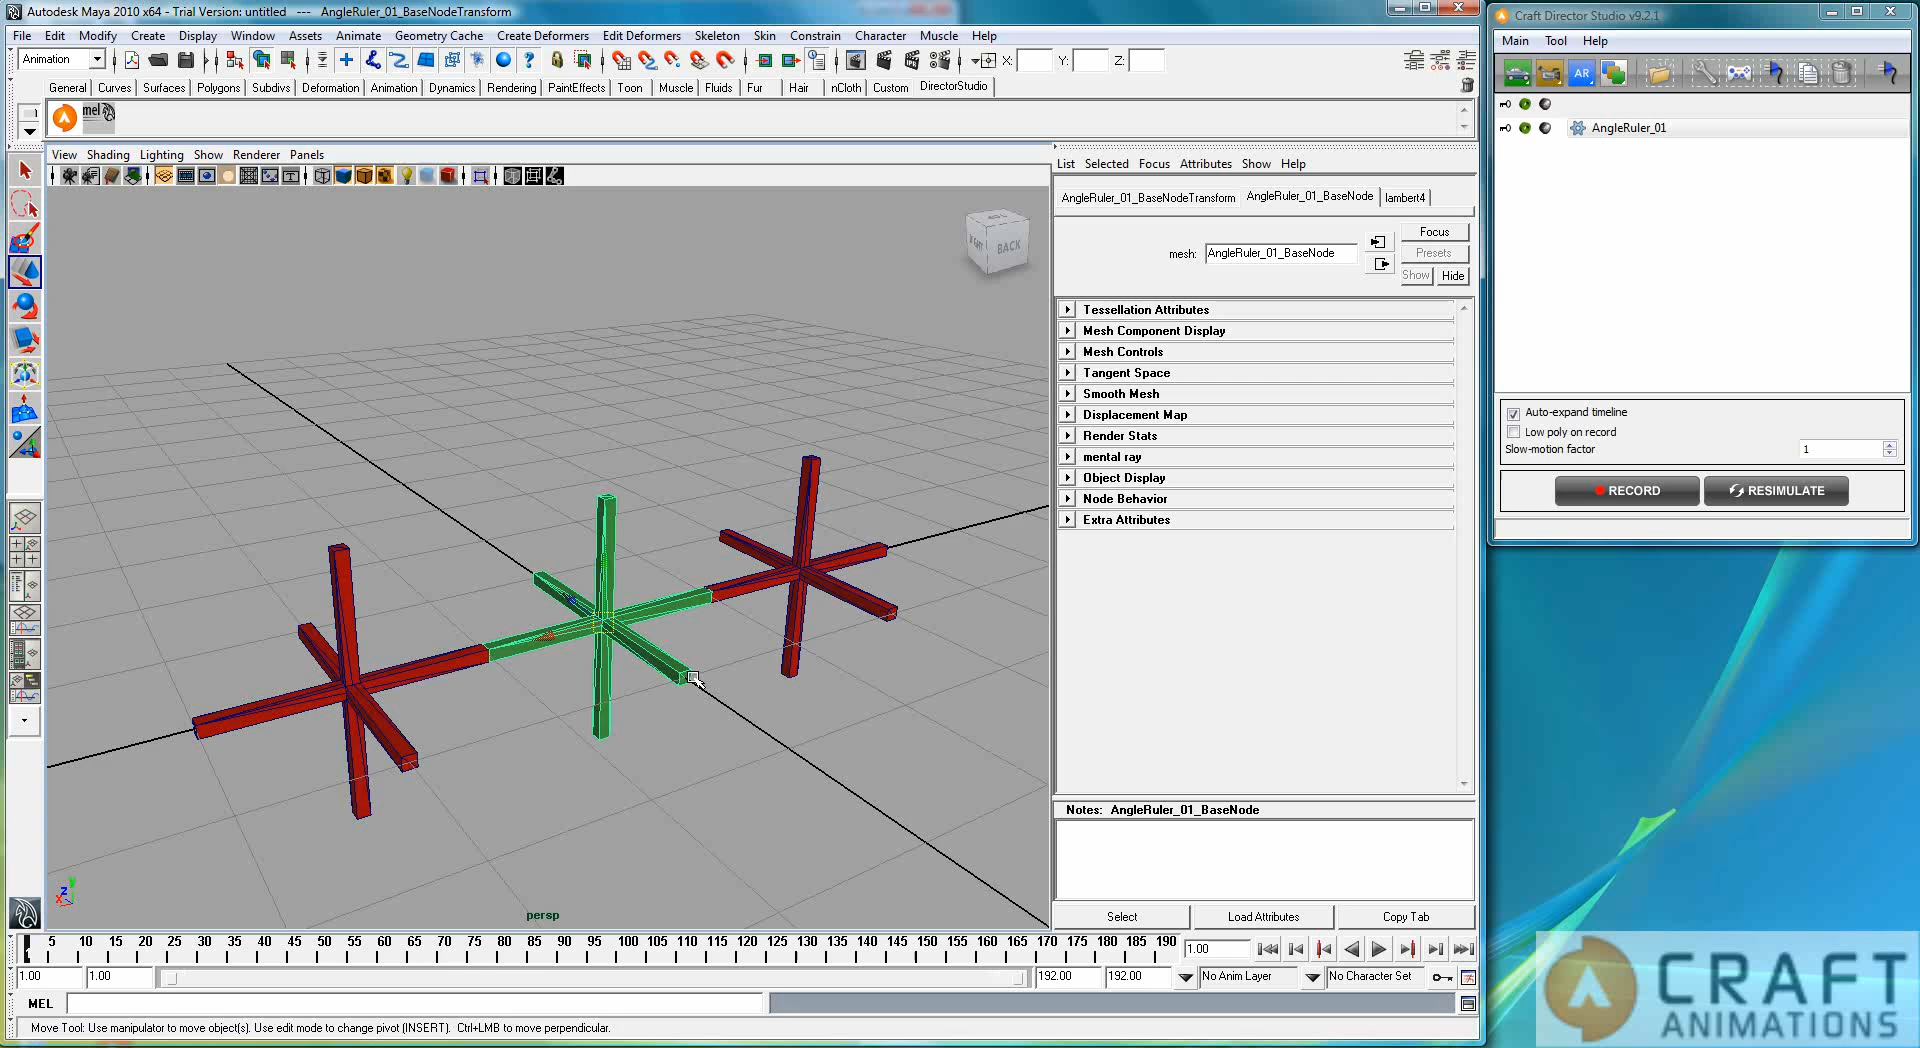 Autodesk Maya 2010 x64 - Trial Version: untitled --- AngleRuler_01_BaseNodeTransform
File Edit Modify Create Display Window Assets Animate Geometry Cache Create Deformers Edit Deformers Skeleton Skin Constrain Character Muscle Help
Animation X: Y: Z:
General Curves Surfaces Polygons Subdivs Deformation Animation Dynamics Rendering PaintEffects Toon Muscle Fluids Fur Hair nCloth Custom DirectorStudio
mel
View Shading Lighting Show Renderer Panels
BACK
persp
List Selected Focus Attributes Show Help
AngleRuler_01_BaseNodeTransform AngleRuler_01_BaseNode lambert4
mesh: AngleRuler_01_BaseNode
Focus
Presets
Show Hide
Tessellation Attributes
Mesh Component Display
Mesh Controls
Tangent Space
Smooth Mesh
Displacement Map
Render Stats
mental ray
Object Display
Node Behavior
Extra Attributes
Notes: AngleRuler_01_BaseNode
Select Load Attributes Copy Tab
5 10 15 20 25 30 35 40 45 50 55 60 65 70 75 80 85 90 95 100 105 110 115 120 125 130 135 140 145 150 155 160 165 170 175 180 185 190 1.00
1.00 1.00 192.00 192.00 No Anim Layer No Character Set
MEL
Move Tool: Use manipulator to move object(s). Use edit mode to change pivot (INSERT). Ctrl+LMB to move perpendicular.
Craft Director Studio v9.2.1
Main Tool Help
AR
AngleRuler_01
Auto-expand timeline
Low poly on record
Slow-motion factor 1
RECORD RESIMULATE
CRAFT
ANIMATIONS